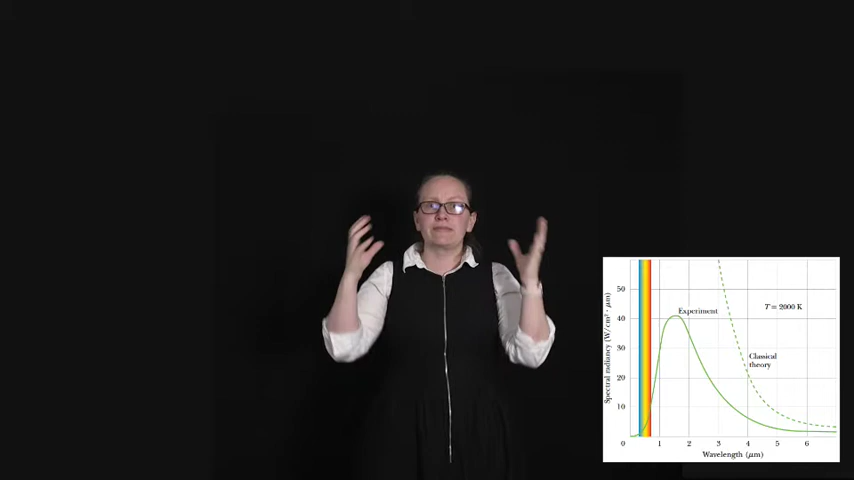 50
T = 2000 K
Experiment
40
Spectral radiancy (W/cm² · μm)
30
Classical
theory
20
10
0 1 2 3 4 5 6
Wavelength (μm)